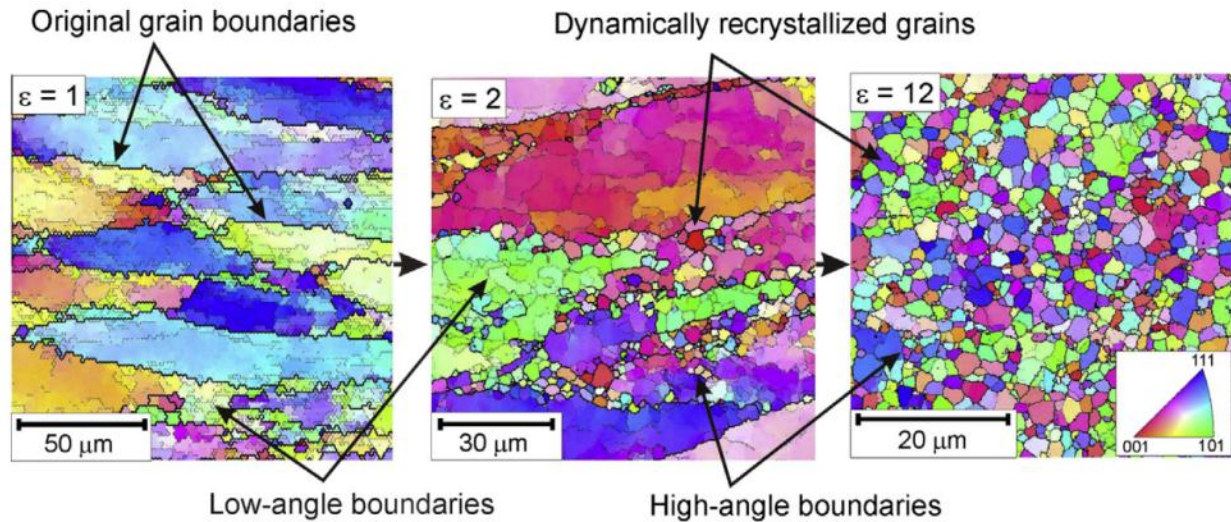 Original grain boundaries
Dynamically recrystallized grains
ε = 1
ε = 2
ε = 12
50 μm
30 μm
20 μm
111
001
101
Low-angle boundaries
High-angle boundaries